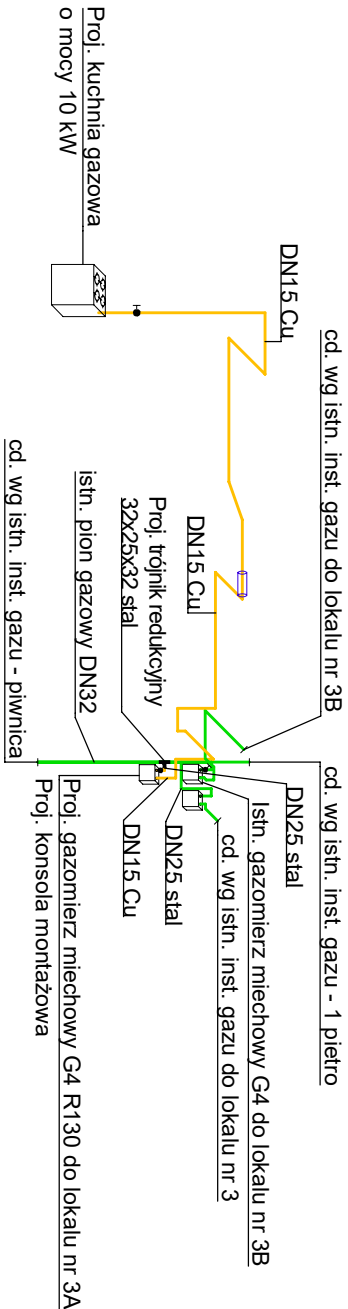 Proj. kuchnia gazowa
o mocy 10 kW
DN15 Cu
cd. wg istn. inst. gazu do lokalu nr 3B
cd. wg istn. inst. gazu - piwnica
istn. pion gazowy DN32
Proj. trójnik redukcyjny
32x25x32 stal
DN15 Cu
cd. wg istn. inst. gazu - 1 pietro
DN25 stal
Istn. gazomierz miechowy G4 do lokalu nr 3B
cd. wg istn. inst. gazu do lokalu nr 3
DN25 stal
DN15 Cu
Proj. gazomierz miechowy G4 R130 do lokalu nr 3A
Proj. konsola montażowa